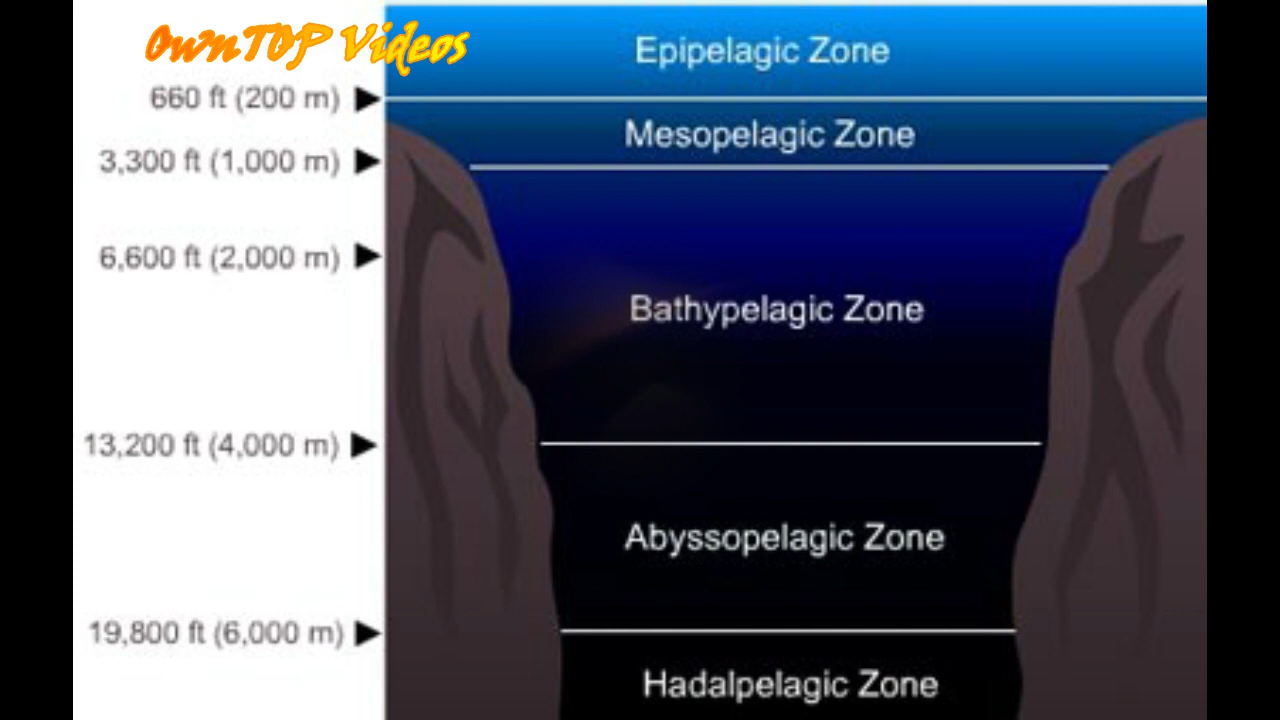 OwnTOP Videos
Epipelagic Zone
660 ft (200 m)
Mesopelagic Zone
3,300 ft (1,000 m)
6,600 ft (2,000 m)
Bathypelagic Zone
13,200 ft (4,000 m)
Abyssopelagic Zone
19,800 ft (6,000 m)
Hadalpelagic Zone